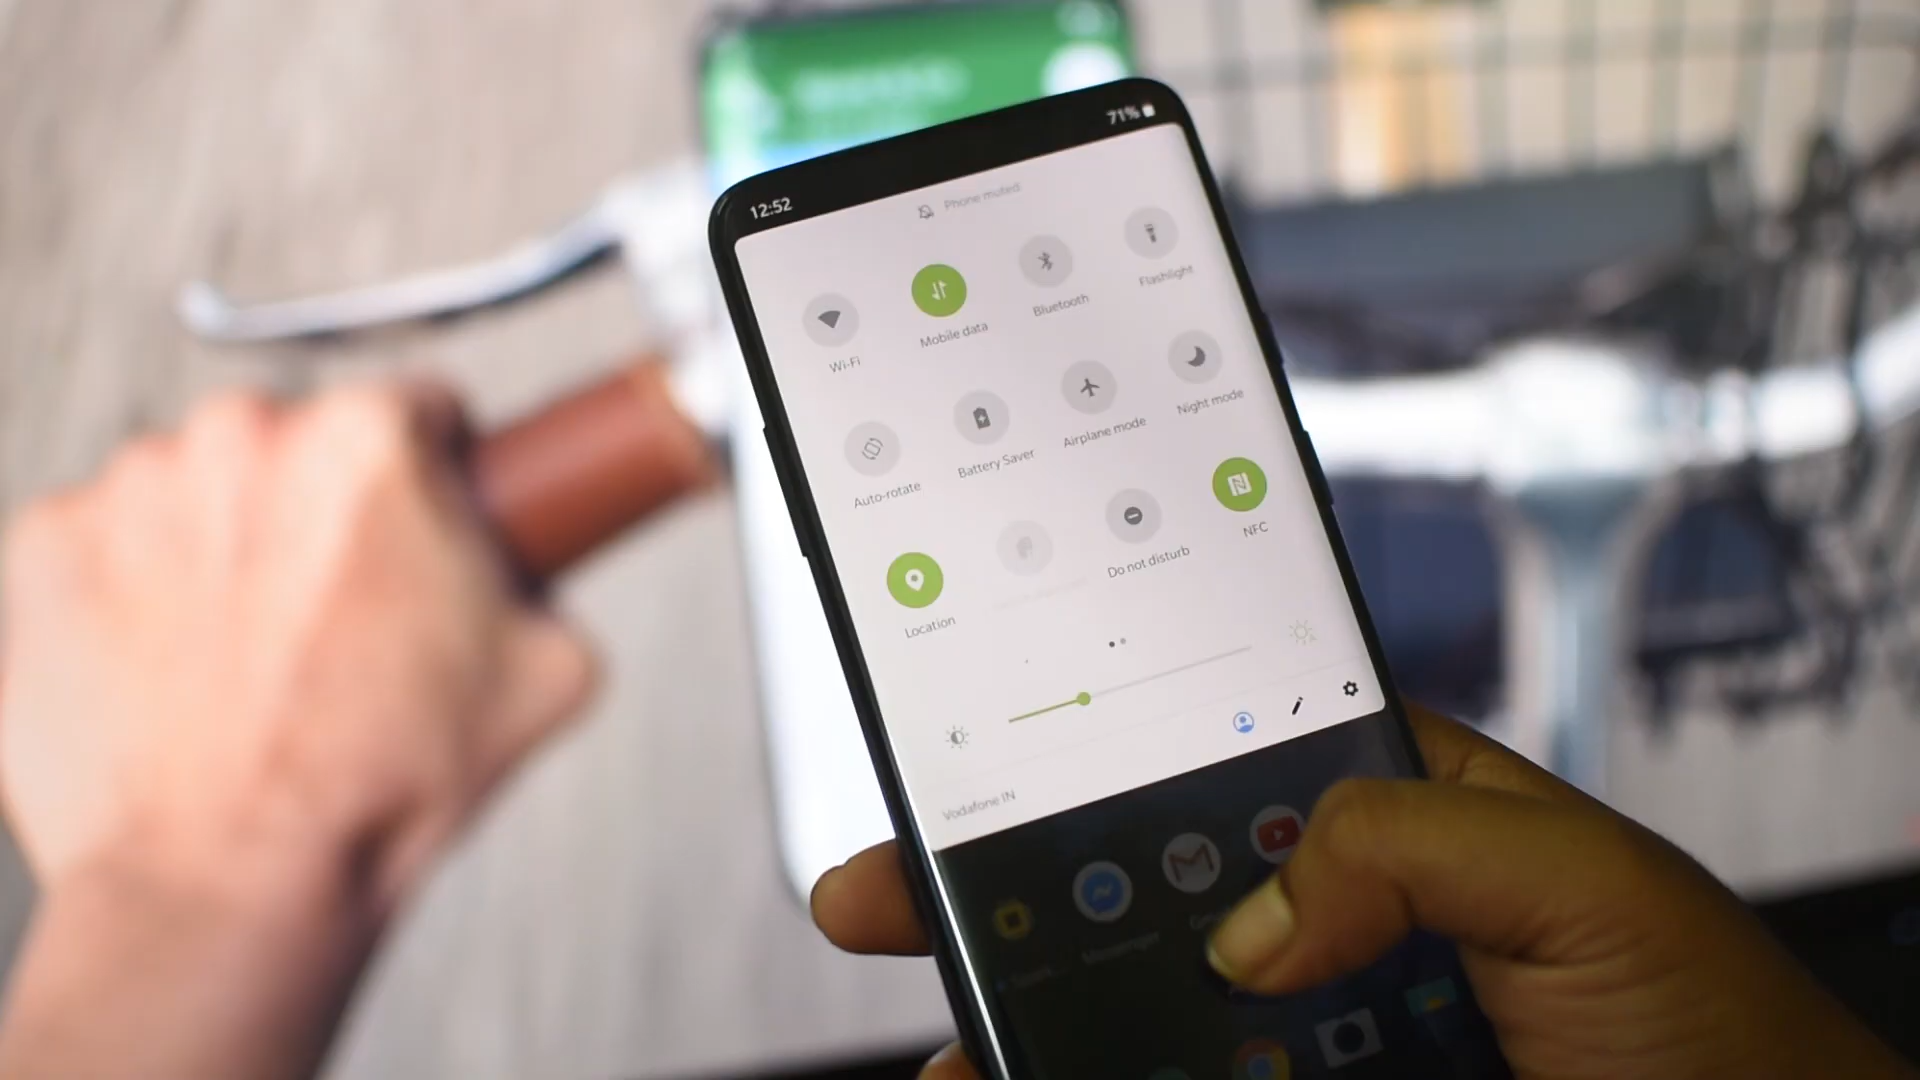 71%
12:52
Phone muted
Wi-Fi
Mobile data
Bluetooth
Flashlight
Auto-rotate
Battery Saver
Airplane mode
Night mode
Location
Do not disturb
NFC
Vodafone IN
Messenger